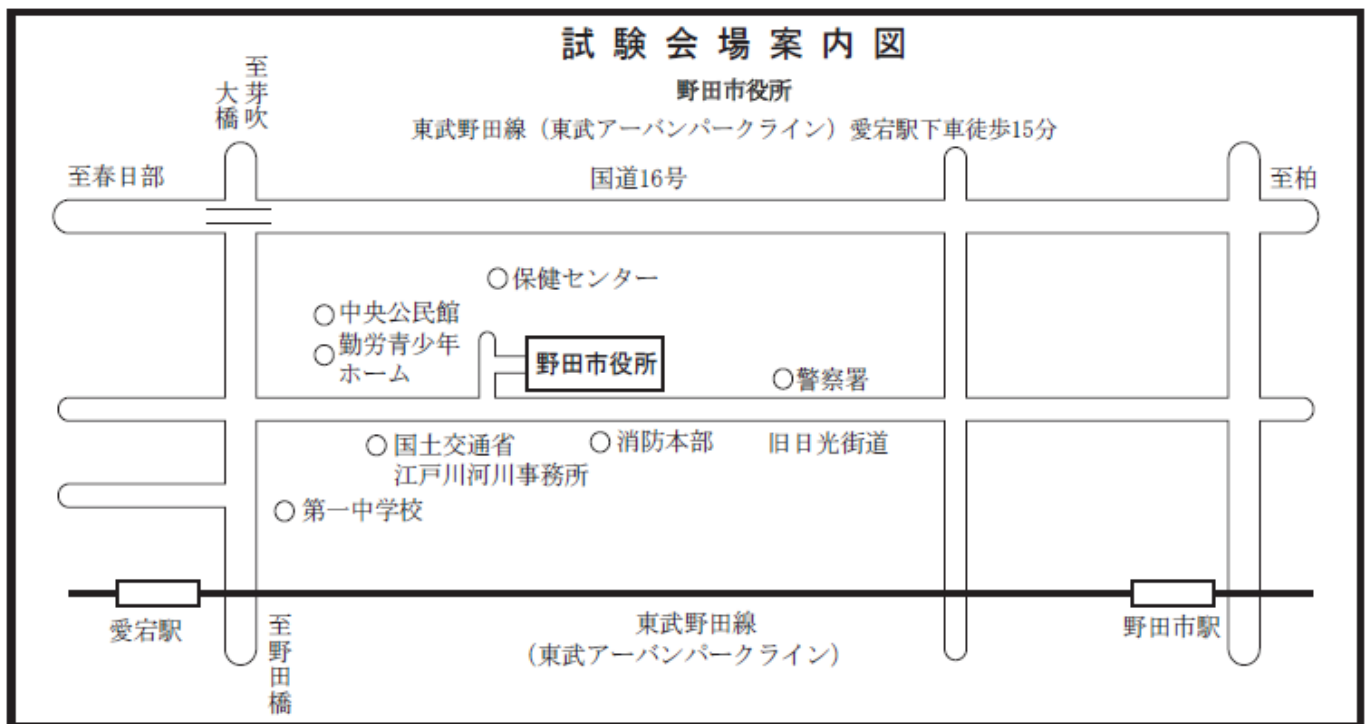 試験会場案内図
野田市役所
東武野田線（東武アーバンパークライン）愛宕駅下車徒歩15分
至芽吹
大橋
至春日部
国道16号
至柏
保健センター
中央公民館
勤労青少年
ホーム
野田市役所
警察署
国土交通省
江戸川河川事務所
消防本部
旧日光街道
第一中学校
愛宕駅
至野田橋
東武野田線
（東武アーバンパークライン）
野田市駅